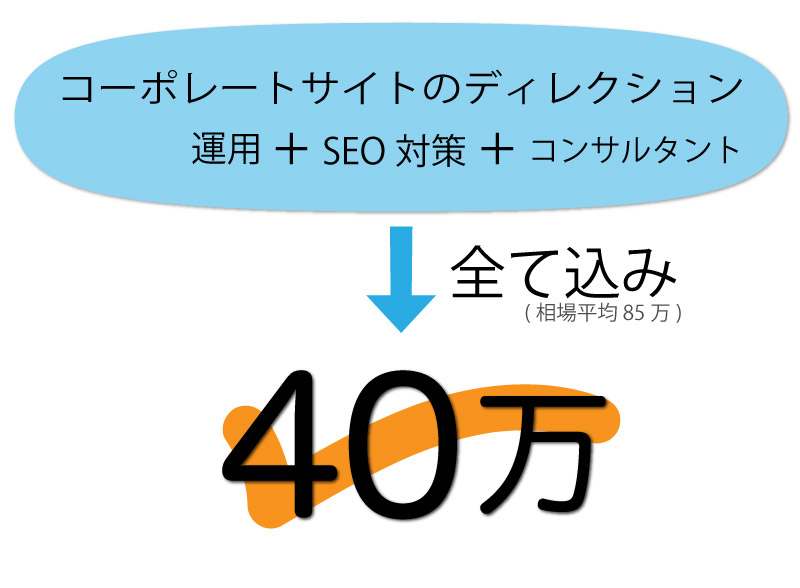 コーポレートサイトのディレクション
運用 + SEO 対策 + コンサルタント
全て込み
( 相場平均 85 万 )
40万